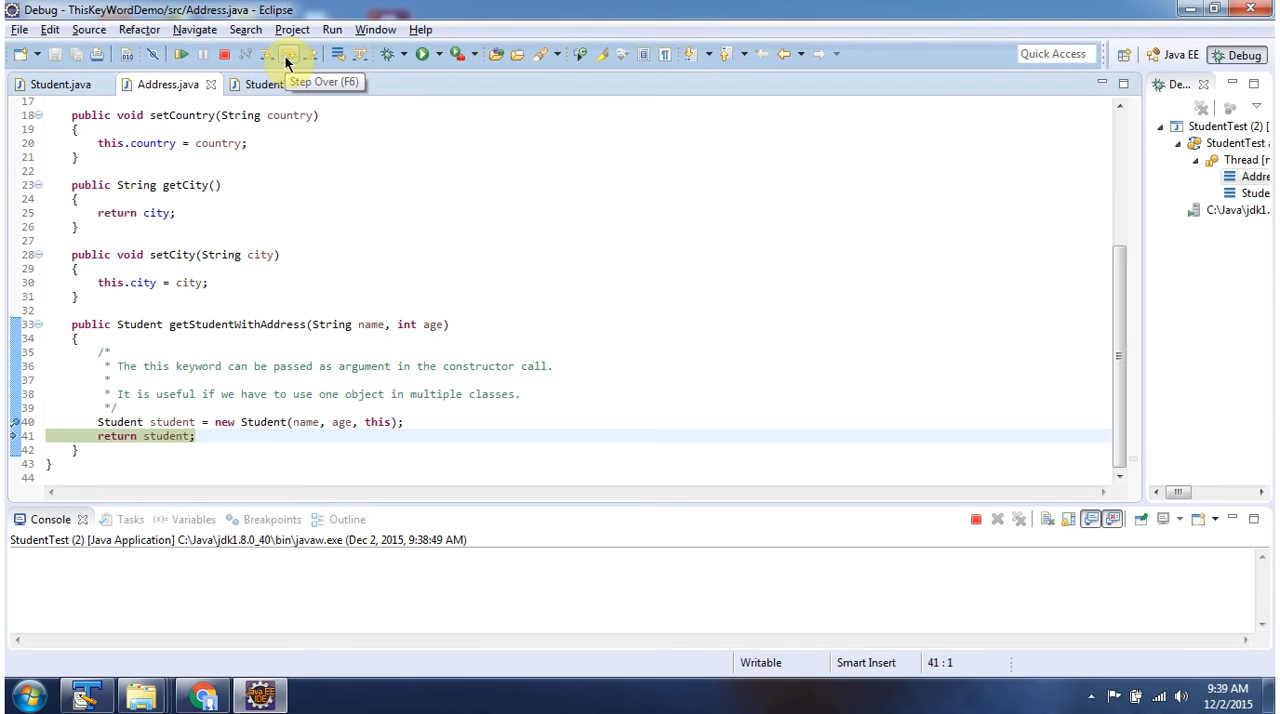 Debug - ThisKeyWordDemo/src/Address.java - Eclipse
File Edit Source Refactor Navigate Search Project Run Window Help
Quick Access Java EE Debug
Student.java Address.java Student
Step Over (F6)
De...
17
18 public void setCountry(String country)
19 {
20 this.country = country;
21 }
22
23 public String getCity()
24 {
25 return city;
26 }
27
28 public void setCity(String city)
29 {
30 this.city = city;
31 }
32
33 public Student getStudentWithAddress(String name, int age)
34 {
35 /*
36 * The this keyword can be passed as argument in the constructor call.
37 *
38 * It is useful if we have to use one object in multiple classes.
39 */
40 Student student = new Student(name, age, this);
41 return student;
42 }
43 }
44
StudentTest (2)
StudentTest a
Thread [n
Addre
Stude
C:\Java\jdk1.
Console Tasks (x)= Variables Breakpoints Outline
StudentTest (2) [Java Application] C:\Java\jdk1.8.0_40\bin\javaw.exe (Dec 2, 2015, 9:38:49 AM)
Writable Smart Insert 41 : 1
Java EE
IDE
9:39 AM
12/2/2015